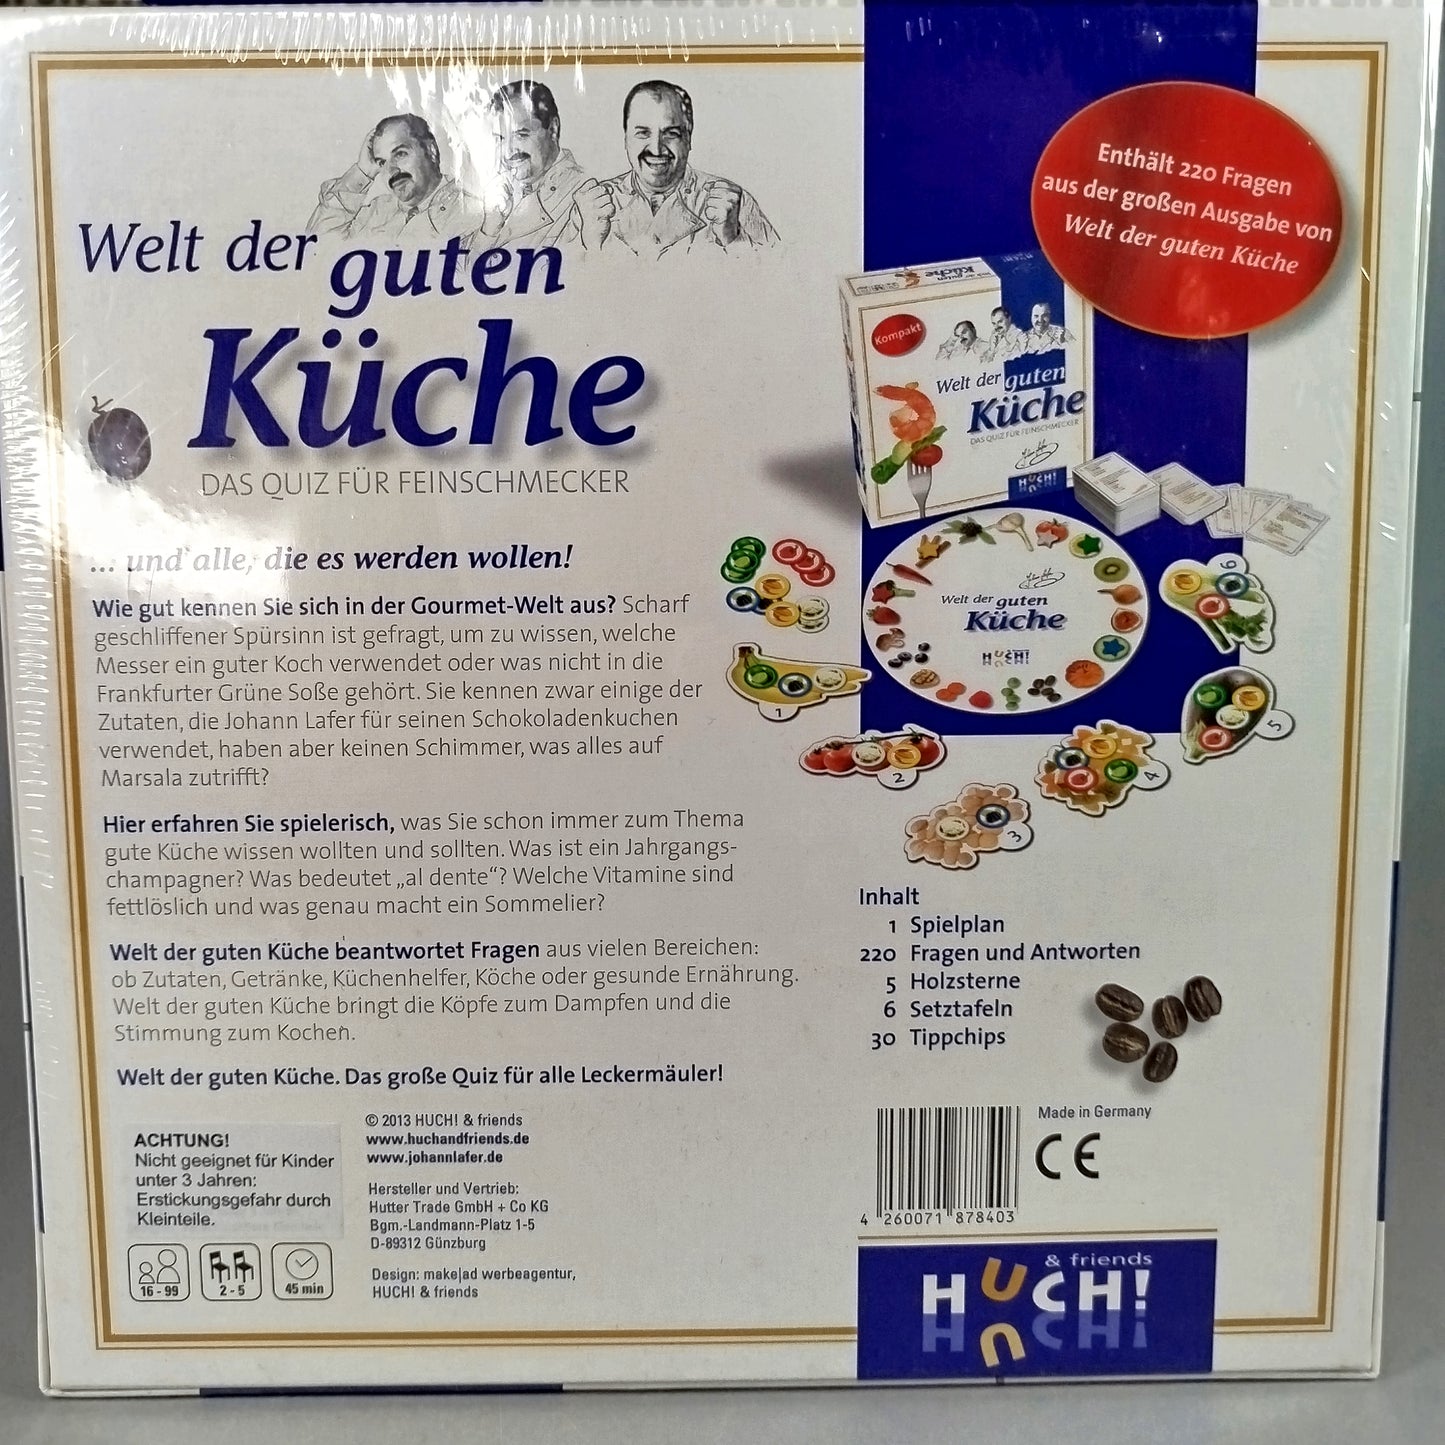 Welt der guten
Küche
DAS QUIZ FÜR FEINSCHMECKER
... und alle, die es werden wollen!
Wie gut kennen Sie sich in der Gourmet-Welt aus? Scharf
geschliffener Spürsinn ist gefragt, um zu wissen, welche
Messer ein guter Koch verwendet oder was nicht in die
Frankfurter Grüne Soße gehört. Sie kennen zwar einige der
Zutaten, die Johann Lafer für seinen Schokoladenkuchen
verwendet, haben aber keinen Schimmer, was alles auf
Marsala zutrifft?
Hier erfahren Sie spielerisch, was Sie schon immer zum Thema
gute Küche wissen wollten und sollten. Was ist ein Jahrgangs-
champagner? Was bedeutet „al dente“? Welche Vitamine sind
fettlöslich und was genau macht ein Sommelier?
Welt der guten Küche beantwortet Fragen aus vielen Bereichen:
ob Zutaten, Getränke, Küchenhelfer, Köche oder gesunde Ernährung.
Welt der guten Küche bringt die Köpfe zum Dampfen und die
Stimmung zum Kochen.
Welt der guten Küche. Das große Quiz für alle Leckermäuler!
ACHTUNG!
Nicht geeignet für Kinder
unter 3 Jahren:
Erstickungsgefahr durch
Kleinteile.
16 - 99
2 - 5
45 min
© 2013 HUCH! & friends
www.huchandfriends.de
www.johannlafer.de
Hersteller und Vertrieb:
Hutter Trade GmbH + Co KG
Bgm.-Landmann-Platz 1-5
D-89312 Günzburg
Design: make|ad werbeagentur,
HUCH! & friends
Enthält 220 Fragen
aus der großen Ausgabe von
Welt der guten Küche
Küche
Kompakt
Welt der guten
Küche
DAS QUIZ FÜR FEINSCHMECKER
HUCH!
Welt der guten
Küche
HUCH!
1
2
3
4
5
6
Inhalt
1 Spielplan
220 Fragen und Antworten
5 Holzsterne
6 Setztafeln
30 Tippchips
Made in Germany
CE
4 260071 878403
& friends
HUCH!